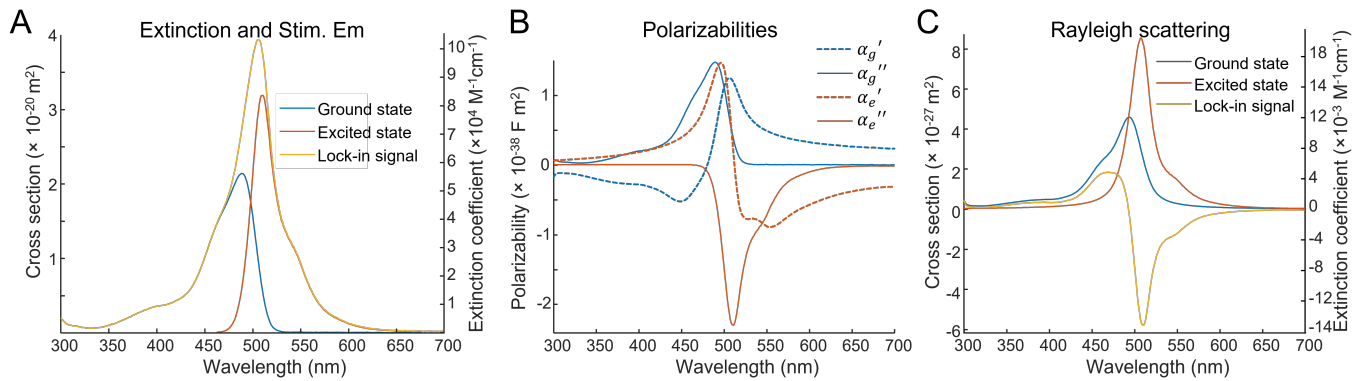 A
Extinction and Stim. Em
Cross section (× 10⁻²⁰ m²)
4
3
2
1
Ground state
Excited state
Lock-in signal
10
9
8
7
6
5
4
3
2
1
Extinction coefficient (× 10⁴ M⁻¹cm⁻¹)
300 350 400 450 500 550 600 650 700
Wavelength (nm)
B
Polarizabilities
Polarizability (× 10⁻³⁸ F m²)
1
0
-1
-2
αg′
αg′′
αe′
αe′′
300 350 400 450 500 550 600 650 700
Wavelength (nm)
C
Rayleigh scattering
Cross section (× 10⁻²⁷ m²)
8
6
4
2
0
-2
-4
-6
Ground state
Excited state
Lock-in signal
18
16
12
8
4
0
-4
-8
-12
-14
Extinction coefficient (× 10⁻³ M⁻¹cm⁻¹)
300 350 400 450 500 550 600 650 700
Wavelength (nm)